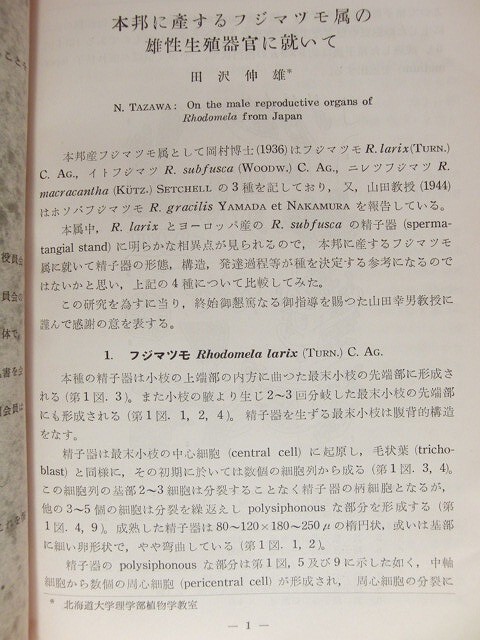 本邦に産するフジマツモ属の
雄性生殖器官に就いて
田沢伸雄*
N. TAZAWA: On the male reproductive organs of
Rhodomela from Japan
本邦産フジマツモ属として岡村博士(1936)はフジマツモ R. larix (TURN.)
C. AG., イトフジマツモ R. subfusca (WOODW.) C. AG., ニレツフジマツ R.
macracantha (KÜTZ.) SETCHELL の3種を記しており, 又, 山田教授 (1944)
はホソバフジマツモ R. gracilis YAMADA et NAKAMURA を報告している。
本属中, R. larix とヨーロッパ産の R. subfusca の精子器 (sperma-
tangial stand) に明らかな相異点が見られるので, 本邦に産するフジマツモ
属に就いて精子器の形態, 構造, 発達過程等が種を決定する参考になるので
はないかと思い, 上記の4種について比較してみた。
この研究を為すに当り, 終始御懇篤なる御指導を賜つた山田幸男教授に
謹んで感謝の意を表する。
1. フジマツモ Rhodomela larix (TURN.) C. AG.
本種の精子器は小枝の上端部の内方に曲つた最末小枝の先端部に形成さ
れる (第1図. 3)。また小枝の腋より生じ2〜3回分岐した最末小枝の先端部
にも形成される (第1図. 1, 2, 4)。精子器を生ずる最末小枝は腹背的構造
をなす。
精子器は最末小枝の中心細胞 (central cell) に起原し, 毛状葉 (tricho-
blast) と同様に, その初期に於いては数個の細胞列から成る (第1図. 3, 4)。
この細胞列の基部2〜3細胞は分裂することなく精子器の柄細胞となるが,
他の3〜5個の細胞は分裂を繰返えし polysiphonous な部分を形成する (第
1図. 4, 9)。成熟した精子器は80〜120×180〜250μの楕円状, 或いは基部
に細い卵形状で, やや弯曲している (第1図. 1, 2)。
精子器の polysiphonous な部分は第1図, 5及び9に示した如く, 中軸
細胞から数個の周心細胞 (pericentral cell) が形成され, 周心細胞の分裂に
* 北海道大学理学部植物学教室
— 1 —
役員会
員会の
体で,
書を会
会員は